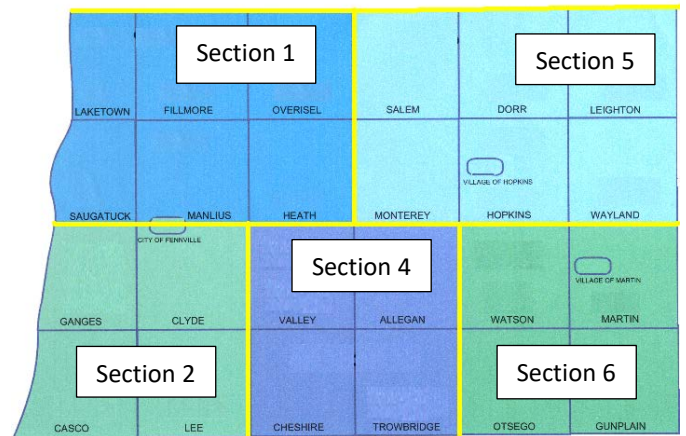 Section 1
Section 5
LAKETOWN FILLMORE OVERISEL SALEM DORR LEIGHTON
VILLAGE OF HOPKINS
SAUGATUCK MANLIUS HEATH MONTEREY HOPKINS WAYLAND
CITY OF FENNVILLE
Section 4
VILLAGE OF MARTIN
GANGES CLYDE VALLEY ALLEGAN WATSON MARTIN
Section 2
Section 6
CASCO LEE CHESHIRE TROWBRIDGE OTSEGO GUNPLAIN